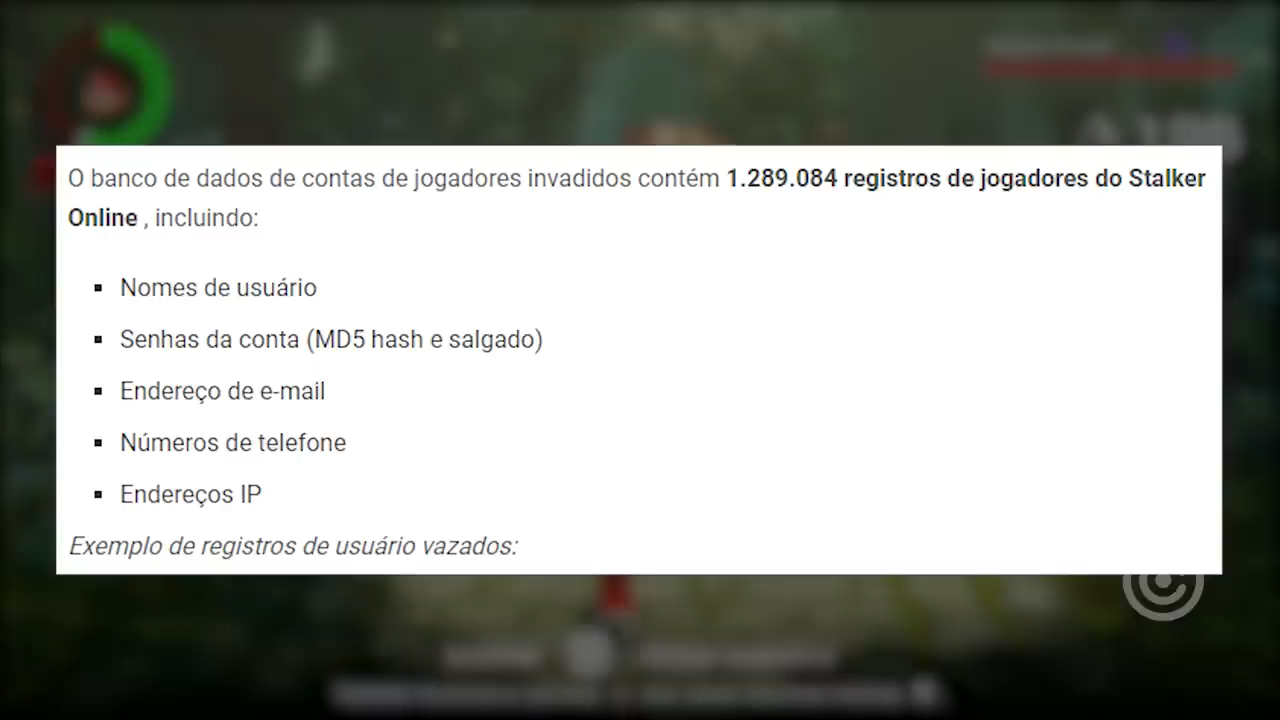 O banco de dados de contas de jogadores invadidos contém 1.289.084 registros de jogadores do Stalker
Online , incluindo:
Nomes de usuário
Senhas da conta (MD5 hash e salgado)
Endereço de e-mail
Números de telefone
Endereços IP
Exemplo de registros de usuário vazados: